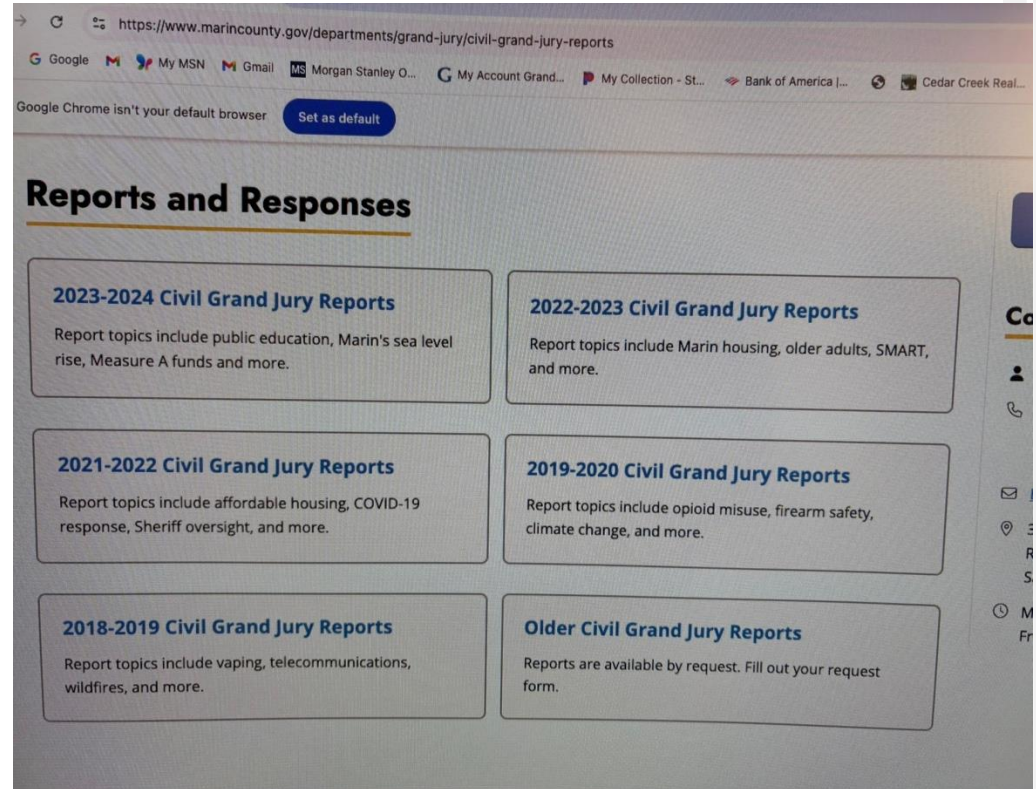 https://www.marincounty.gov/departments/grand-jury/civil-grand-jury-reports
Google My MSN Gmail MS Morgan Stanley O... My Account Grand... My Collection - St... Bank of America |... Cedar Creek Real...
Google Chrome isn't your default browser Set as default
Reports and Responses
2023-2024 Civil Grand Jury Reports
Report topics include public education, Marin's sea level
rise, Measure A funds and more.
2022-2023 Civil Grand Jury Reports
Report topics include Marin housing, older adults, SMART,
and more.
2021-2022 Civil Grand Jury Reports
Report topics include affordable housing, COVID-19
response, Sheriff oversight, and more.
2019-2020 Civil Grand Jury Reports
Report topics include opioid misuse, firearm safety,
climate change, and more.
2018-2019 Civil Grand Jury Reports
Report topics include vaping, telecommunications,
wildfires, and more.
Older Civil Grand Jury Reports
Reports are available by request. Fill out your request
form.